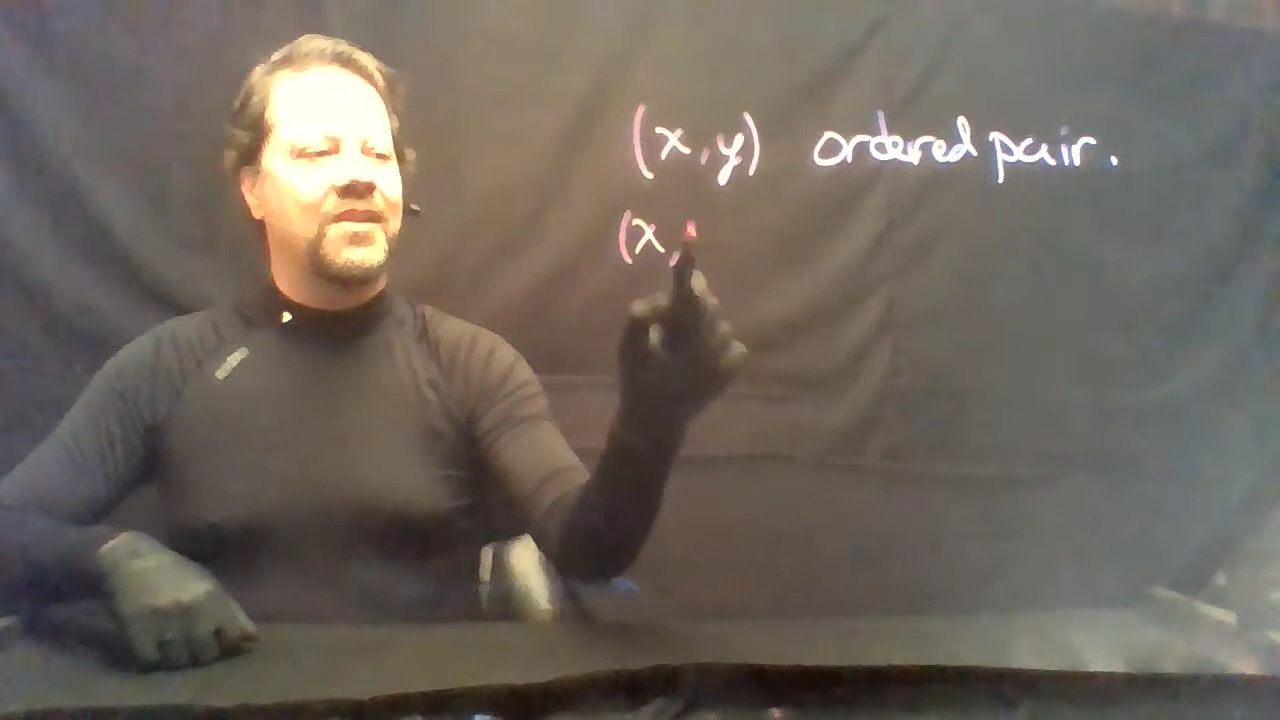 (x,y) ordered pair.
(x,